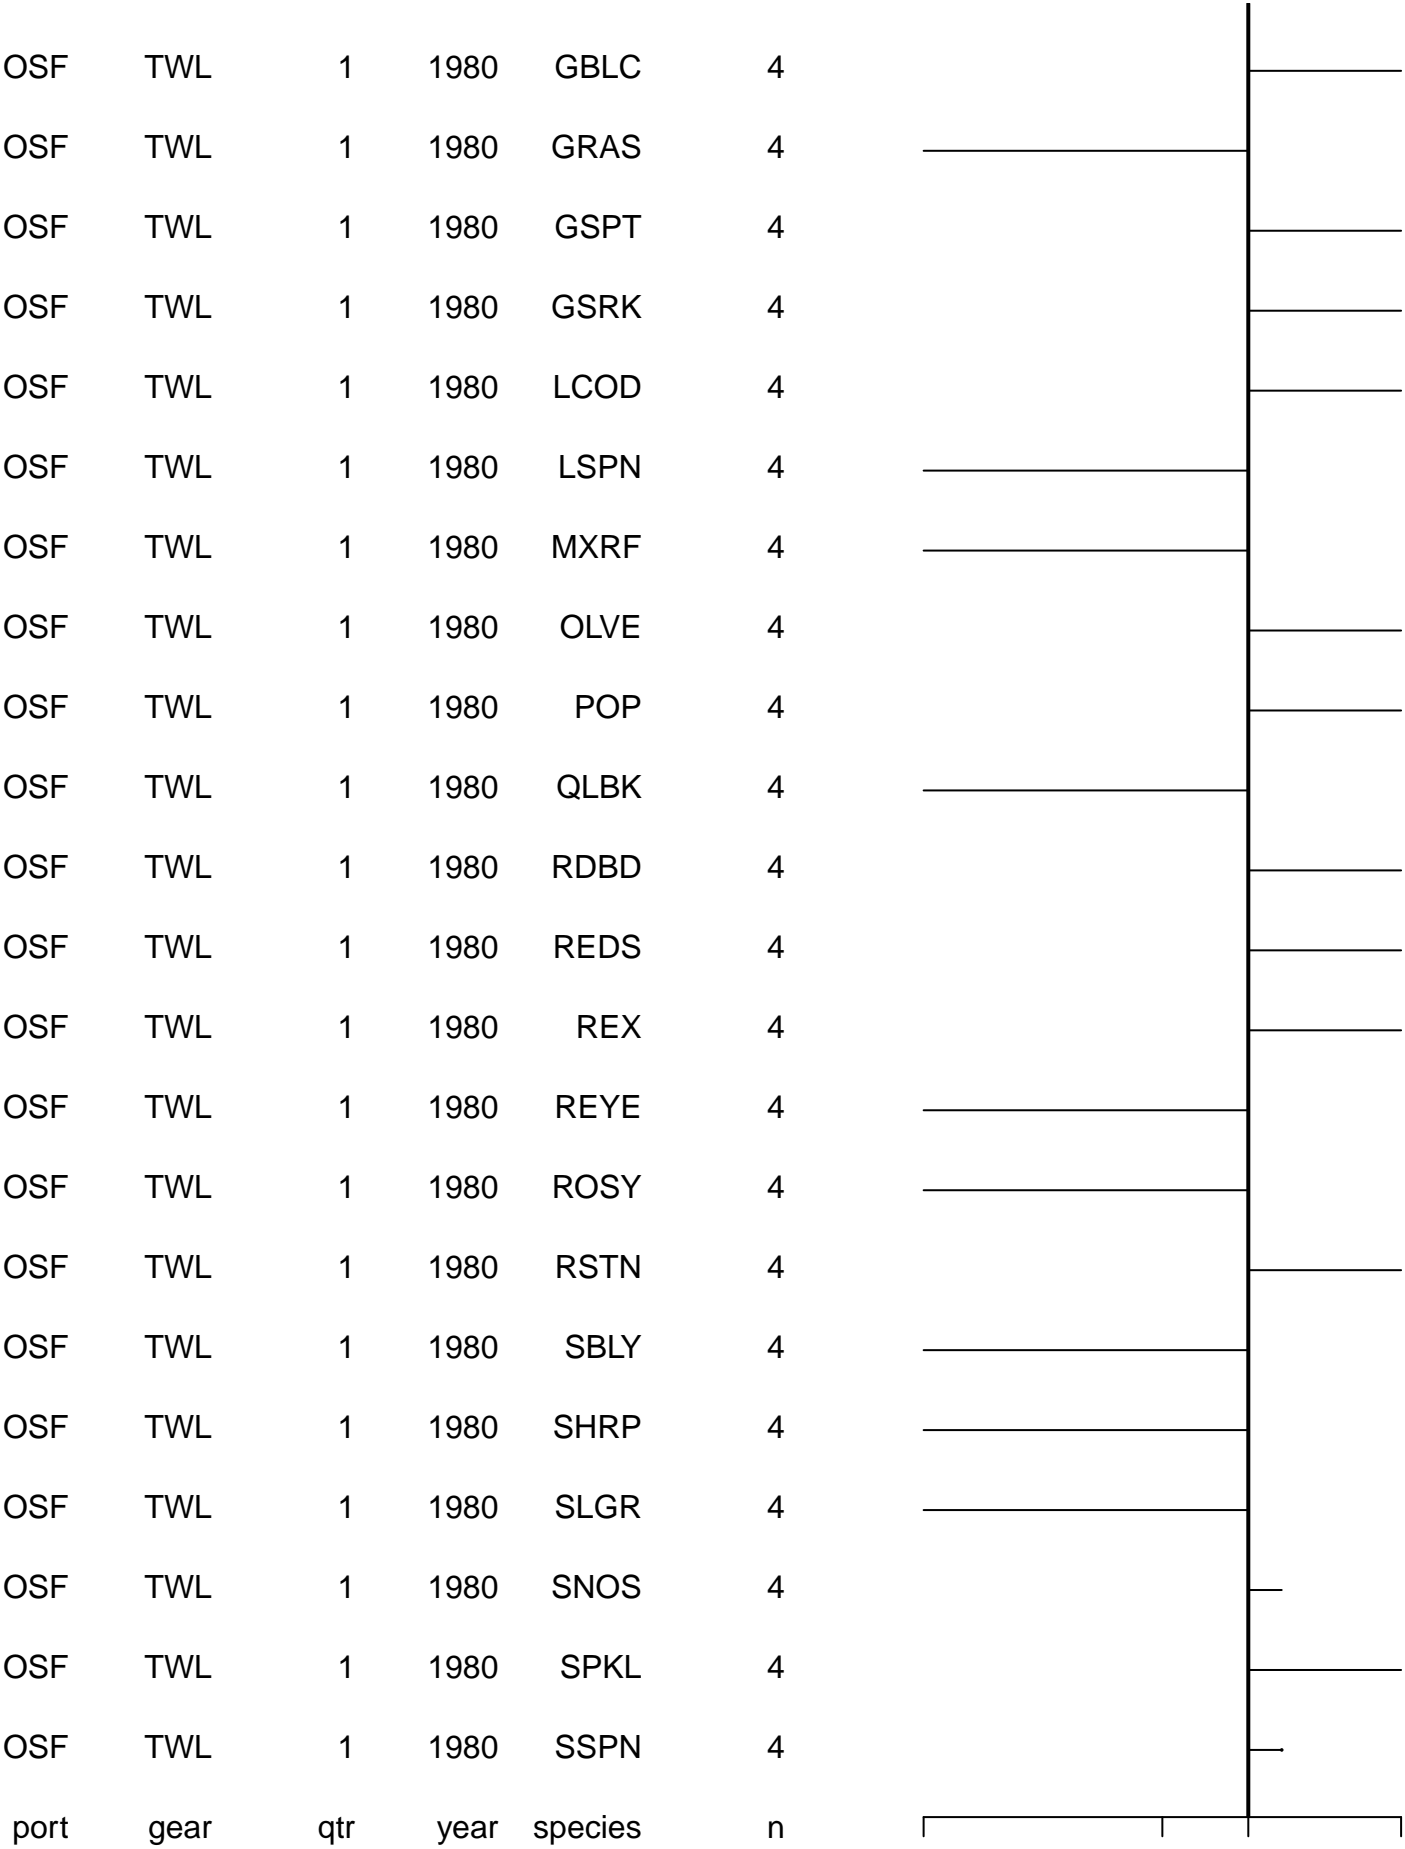 OSF TWL 1 1980 GBLC 4
OSF TWL 1 1980 GRAS 4
OSF TWL 1 1980 GSPT 4
OSF TWL 1 1980 GSRK 4
OSF TWL 1 1980 LCOD 4
OSF TWL 1 1980 LSPN 4
OSF TWL 1 1980 MXRF 4
OSF TWL 1 1980 OLVE 4
OSF TWL 1 1980 POP 4
OSF TWL 1 1980 QLBK 4
OSF TWL 1 1980 RDBD 4
OSF TWL 1 1980 REDS 4
OSF TWL 1 1980 REX 4
OSF TWL 1 1980 REYE 4
OSF TWL 1 1980 ROSY 4
OSF TWL 1 1980 RSTN 4
OSF TWL 1 1980 SBLY 4
OSF TWL 1 1980 SHRP 4
OSF TWL 1 1980 SLGR 4
OSF TWL 1 1980 SNOS 4
OSF TWL 1 1980 SPKL 4
OSF TWL 1 1980 SSPN 4
port gear qtr year species n